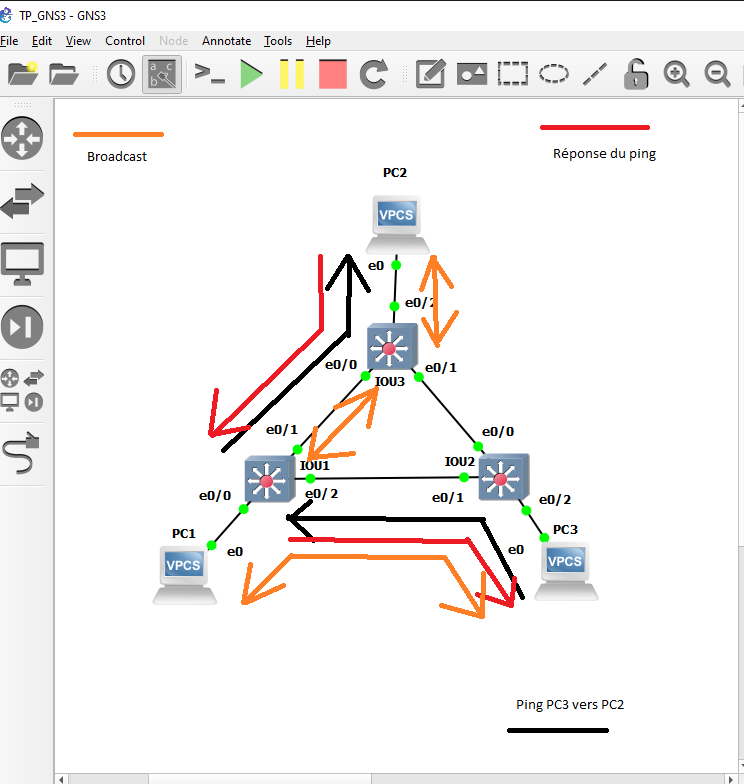 TP_GNS3 - GNS3
File Edit View Control Node Annotate Tools Help
Broadcast
Réponse du ping
PC2
VPCS
e0
e0/2
e0/0
IOU3
e0/1
e0/1
e0/0
IOU1
IOU2
e0/0
e0/2
e0/1
e0/2
PC1
e0
e0
PC3
VPCS
VPCS
Ping PC3 vers PC2